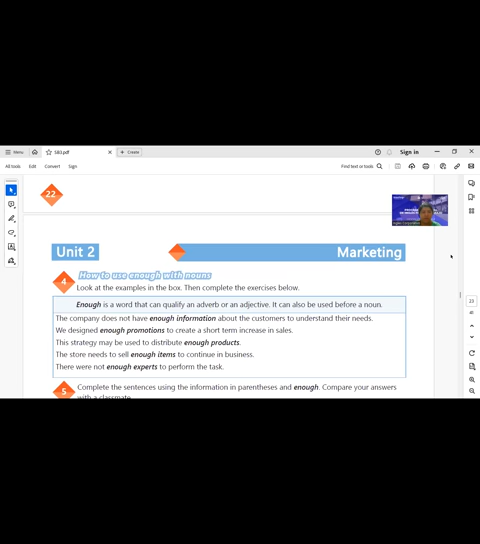 Menu
SB3.pdf
Create
Sign in
All tools
Edit
Convert
Sign
Find text or tools
22
Unit 2
Marketing
4
How to use enough with nouns
Look at the examples in the box. Then complete the exercises below.
Enough is a word that can qualify an adverb or an adjective. It can also be used before a noun.
The company does not have enough information about the customers to understand their needs.
We designed enough promotions to create a short term increase in sales.
This strategy may be used to distribute enough products.
The store needs to sell enough items to continue in business.
There were not enough experts to perform the task.
5
Complete the sentences using the information in parentheses and enough. Compare your answers
with a classmate.
23